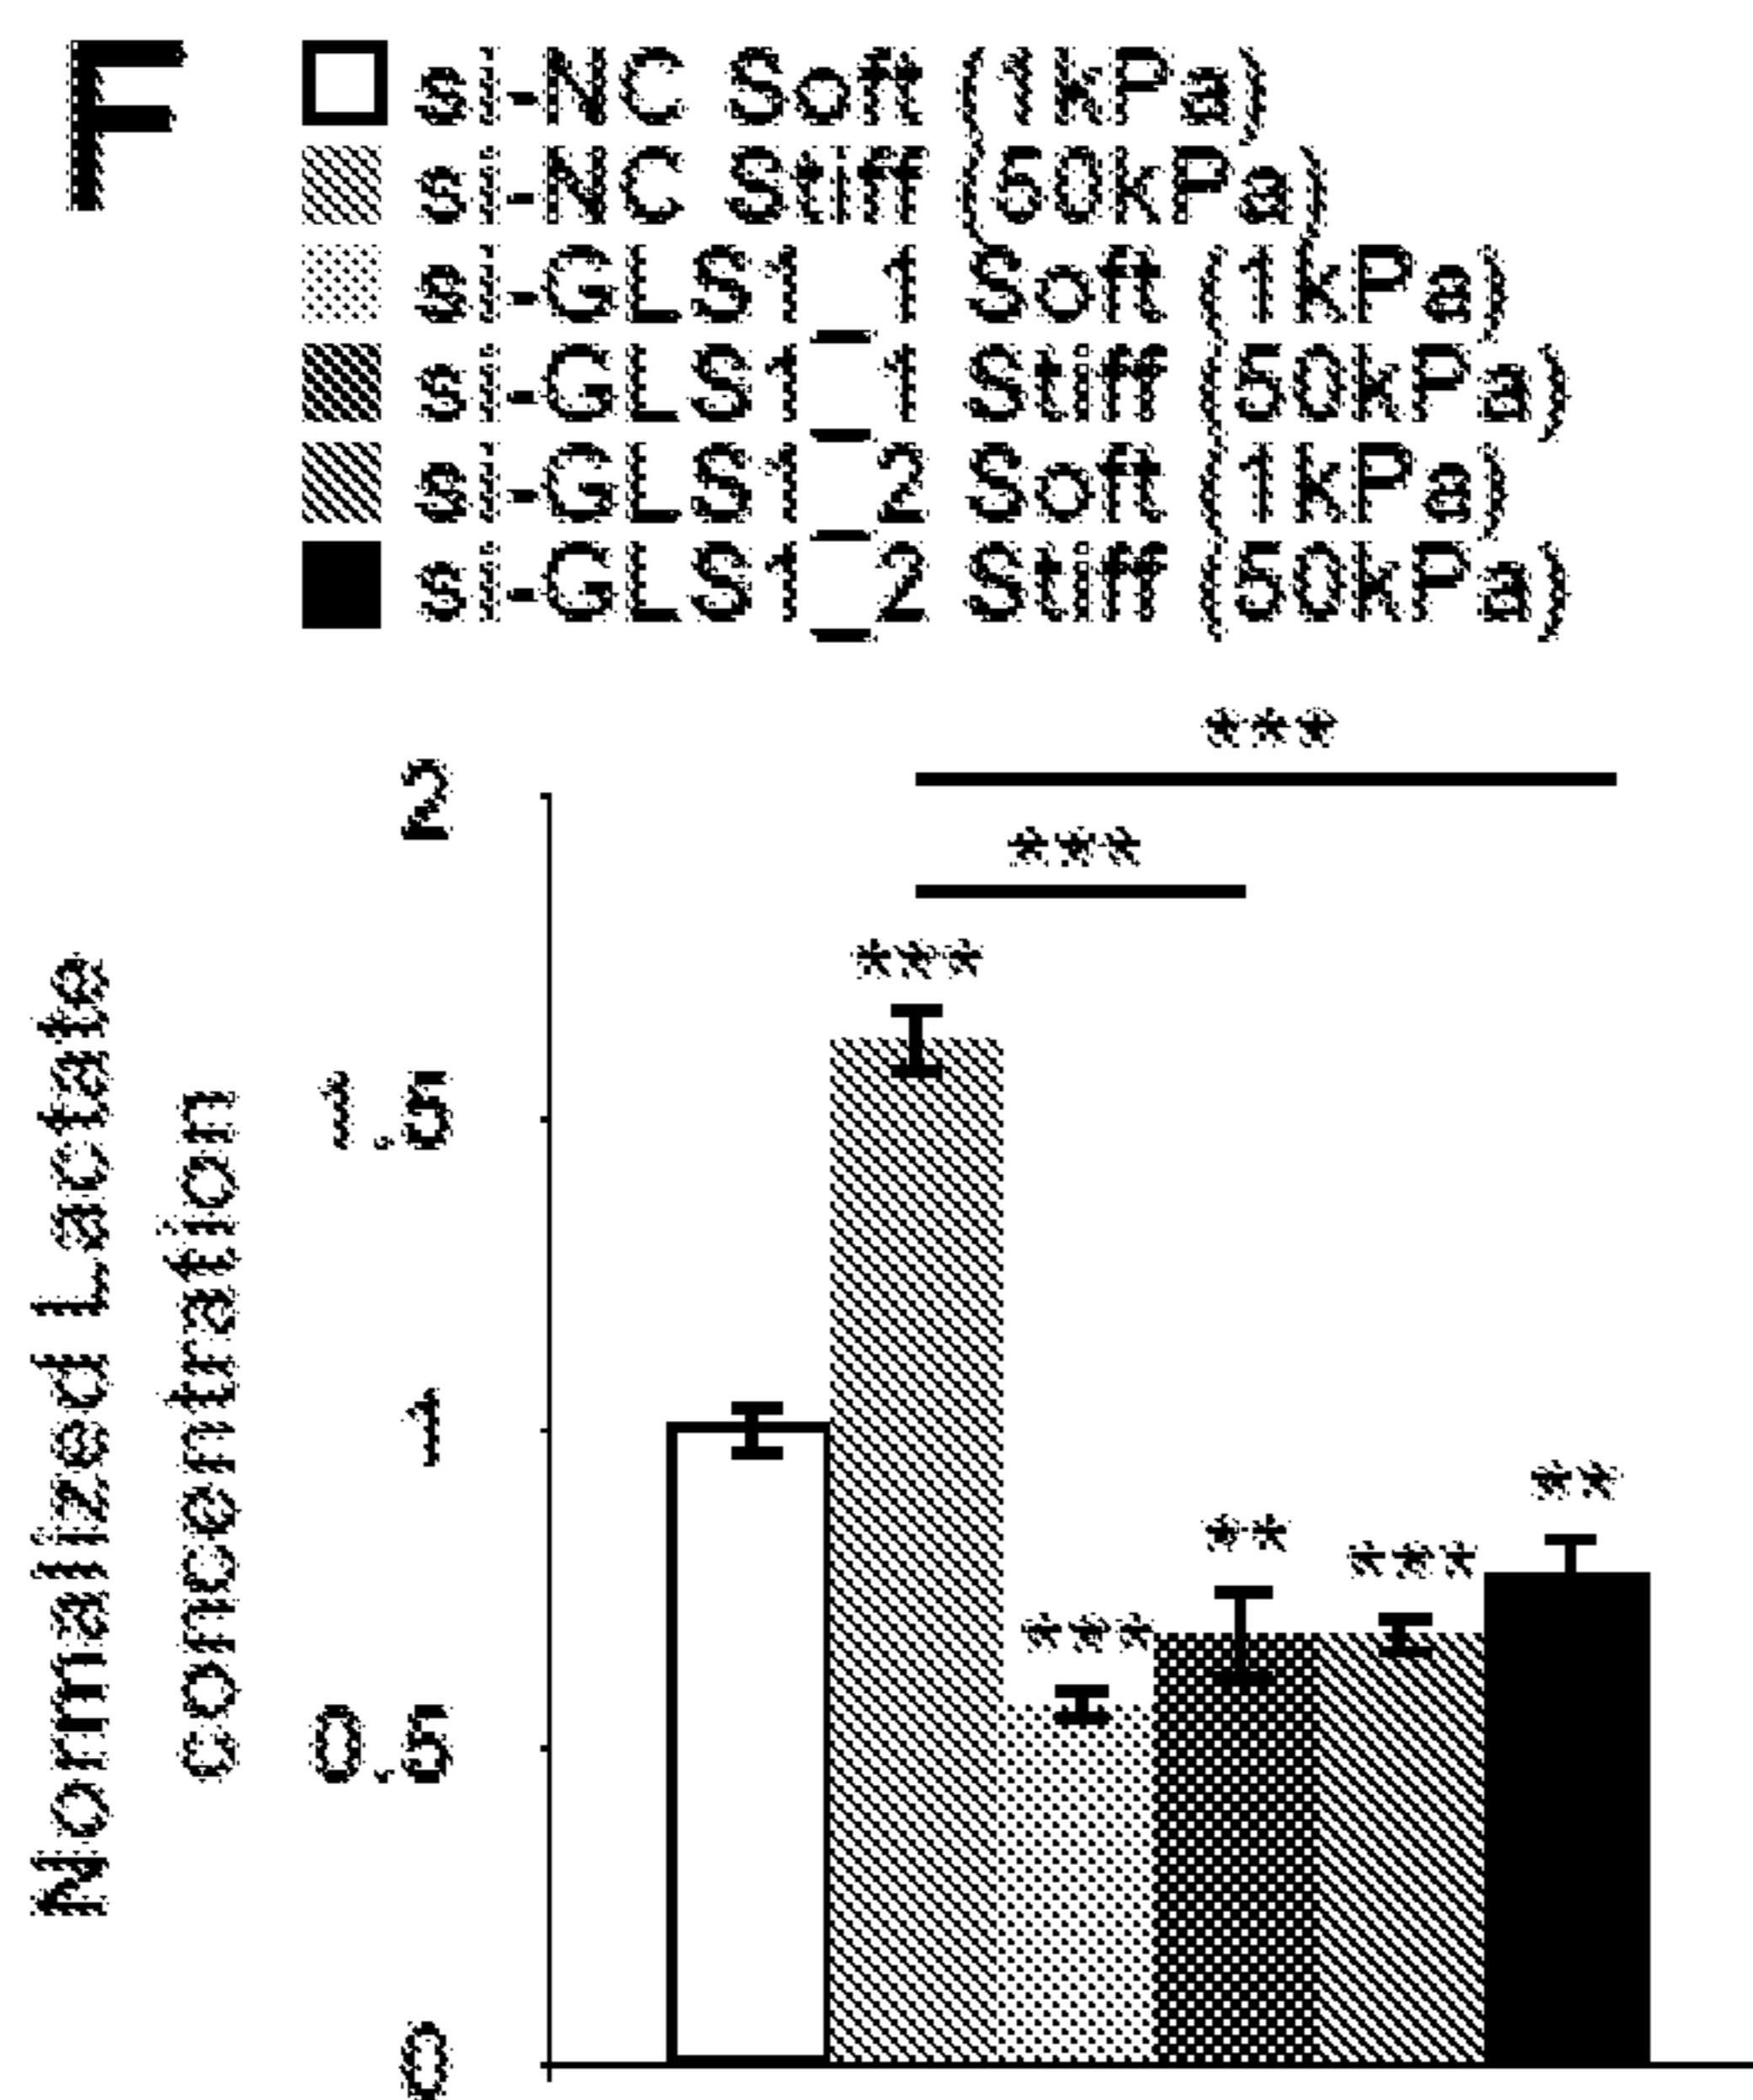 F
si-NC Soft (1kPa)
si-NC Stiff (50kPa)
si-GLS1_1 Soft (1kPa)
si-GLS1_1 Stiff (50kPa)
si-GLS1_2 Soft (1kPa)
si-GLS1_2 Stiff (50kPa)
***
***
***
**
***
**
***
2
1.5
1
0.5
0
Normalized Lactate
concentration